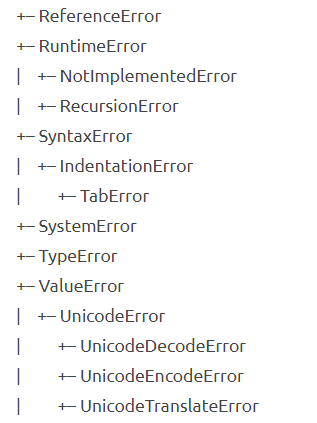 +– ReferenceError
+– RuntimeError
|    +– NotImplementedError
|    +– RecursionError
+– SyntaxError
|    +– IndentationError
|         +– TabError
+– SystemError
+– TypeError
+– ValueError
|    +– UnicodeError
|         +– UnicodeDecodeError
|         +– UnicodeEncodeError
|         +– UnicodeTranslateError